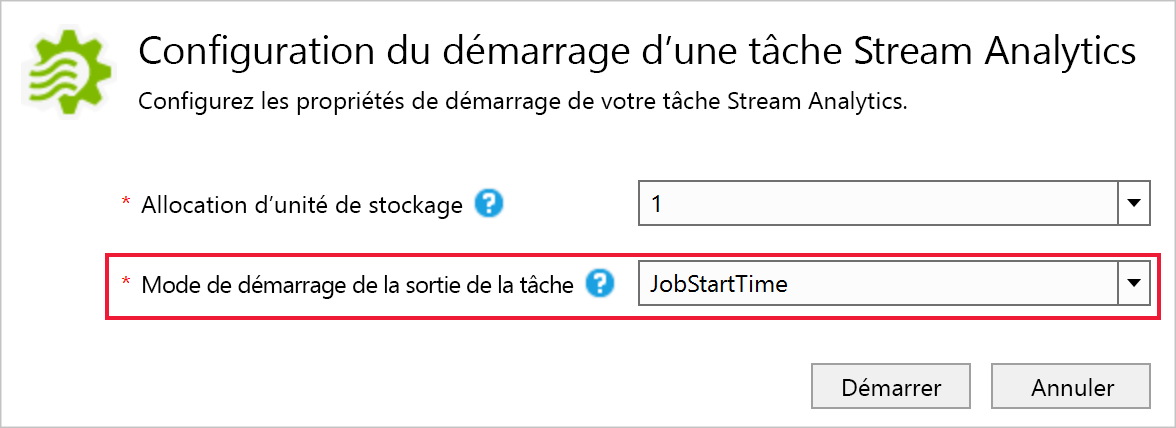 Configuration du démarrage d’une tâche Stream Analytics
Configurez les propriétés de démarrage de votre tâche Stream Analytics.
* Allocation d’unité de stockage ? 1
* Mode de démarrage de la sortie de la tâche ? JobStartTime
Démarrer Annuler